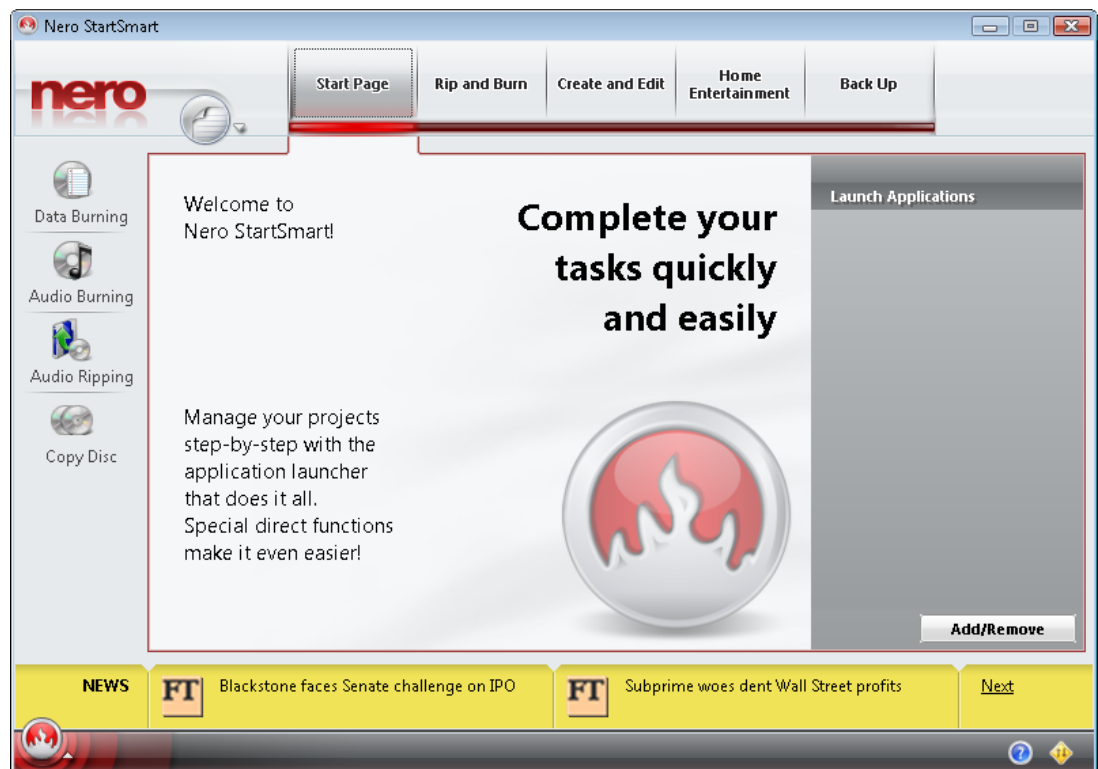 Nero StartSmart
nero
Start Page
Rip and Burn
Create and Edit
Home
Entertainment
Back Up
Data Burning
Audio Burning
Audio Ripping
Copy Disc
Welcome to
Nero StartSmart!
Complete your
tasks quickly
and easily
Manage your projects
step-by-step with the
application launcher
that does it all.
Special direct functions
make it even easier!
Launch Applications
Add/Remove
NEWS
FT
Blackstone faces Senate challenge on IPO
FT
Subprime woes dent Wall Street profits
Next
?